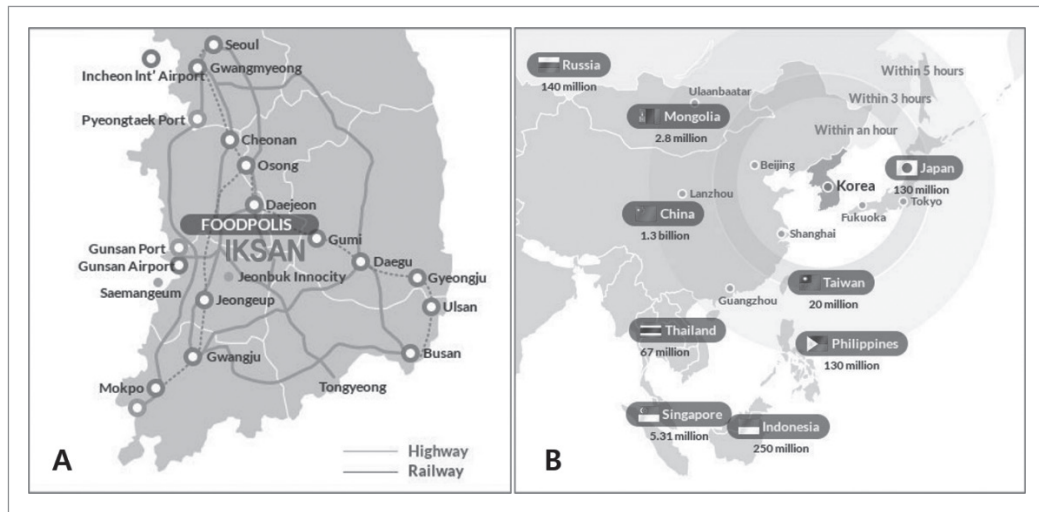 Seoul
Incheon Int' Airport
Gwangmyeong
Pyeongtaek Port
Cheonan
Osong
Daejeon
FOODPOLIS
IKSAN
Gumi
Gunsan Port
Gunsan Airport
Daegu
Saemangeum
Jeonbuk Innocity
Gyeongju
Jeongeup
Ulsan
Gwangju
Busan
Mokpo
Tongyeong
Highway
Railway
A
Russia
140 million
Within 5 hours
Ulaanbaatar
Within 3 hours
Mongolia
2.8 million
Within an hour
Beijing
Japan
130 million
Korea
Lanzhou
Tokyo
China
1.3 billion
Fukuoka
Shanghai
Taiwan
20 million
Guangzhou
Thailand
67 million
Philippines
130 million
Singapore
5.31 million
Indonesia
250 million
B